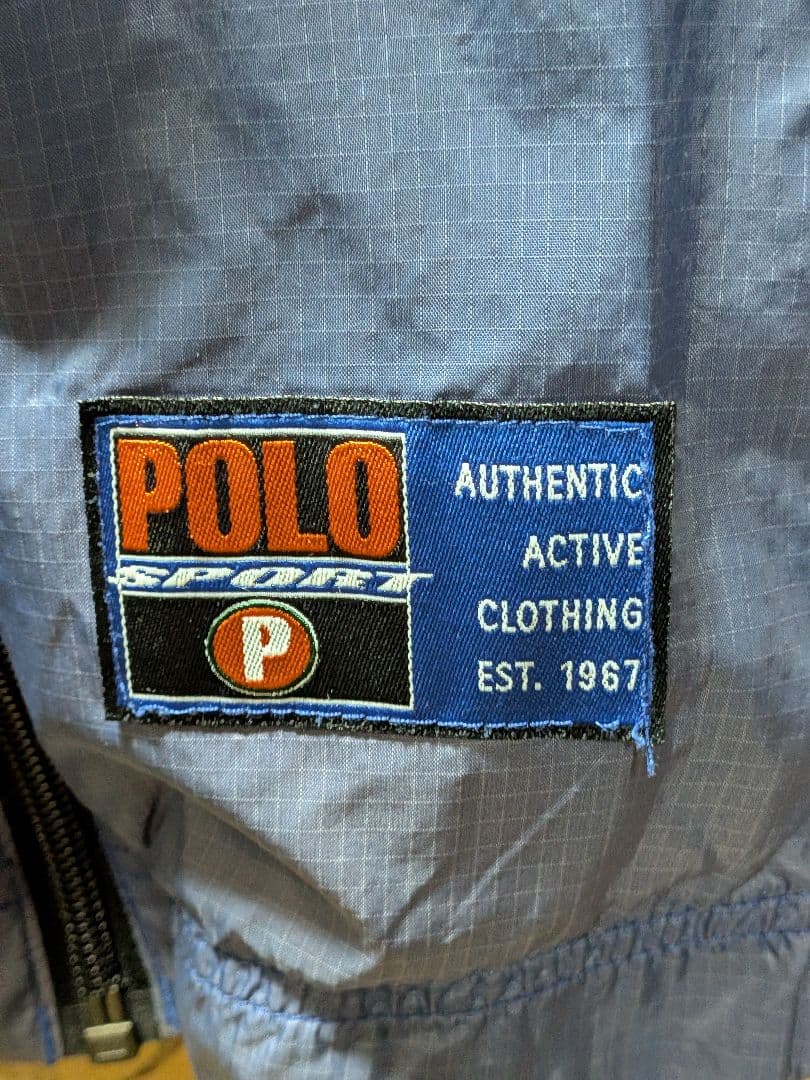 POLO
SPORT
P
AUTHENTIC
ACTIVE
CLOTHING
EST. 1967